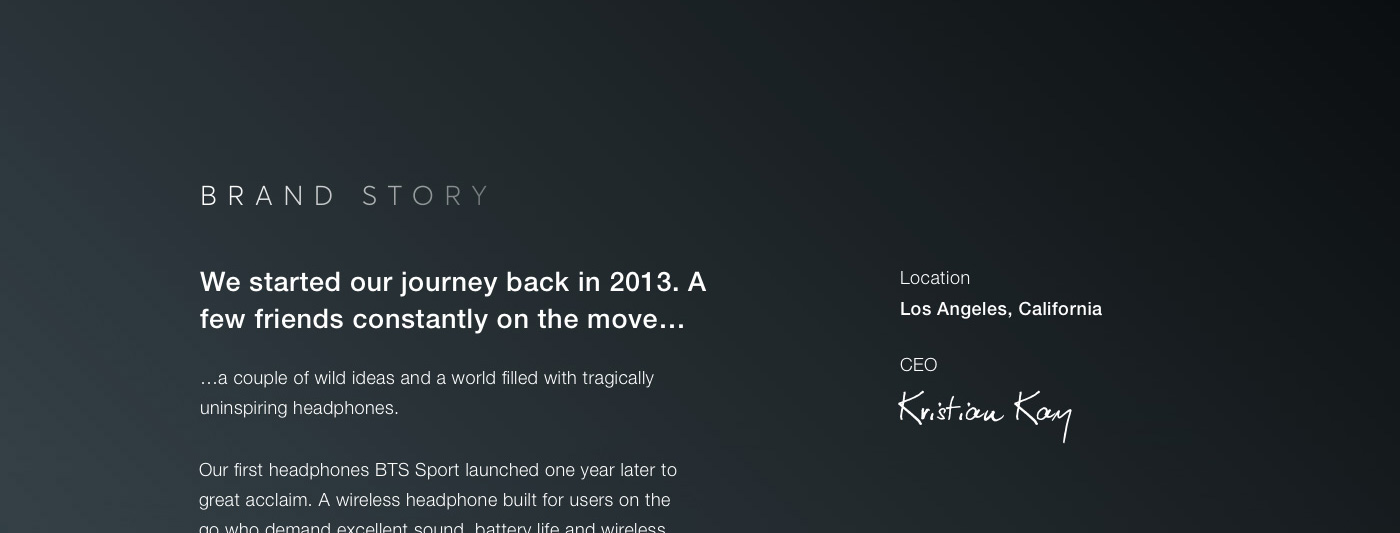 BRAND STORY
We started our journey back in 2013. A
few friends constantly on the move…
…a couple of wild ideas and a world filled with tragically
uninspiring headphones.
Our first headphones BTS Sport launched one year later to
great acclaim. A wireless headphone built for users on the
go who demand excellent sound, battery life and wireless
Location
Los Angeles, California
CEO
Kristian Kay